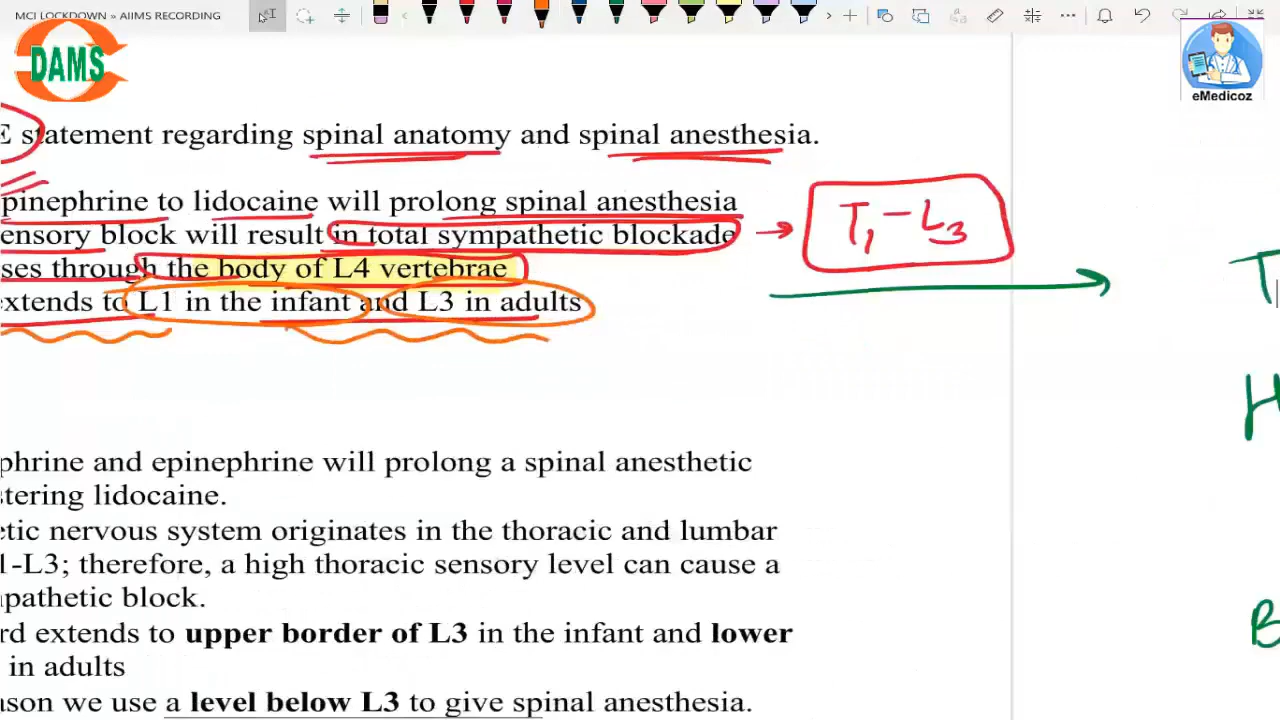 MCI LOCKDOWN » AIIMS RECORDING
DAMS
eMedicoz
E statement regarding spinal anatomy and spinal anesthesia.
pinephrine to lidocaine will prolong spinal anesthesia
ensory block will result in total sympathetic blockade
T1 - L3
ses through the body of L4 vertebrae
T
extends to L1 in the infant and L3 in adults
H
phrine and epinephrine will prolong a spinal anesthetic
stering lidocaine.
etic nervous system originates in the thoracic and lumbar
1-L3; therefore, a high thoracic sensory level can cause a
npathetic block.
B
rd extends to upper border of L3 in the infant and lower
in adults
ason we use a level below L3 to give spinal anesthesia.